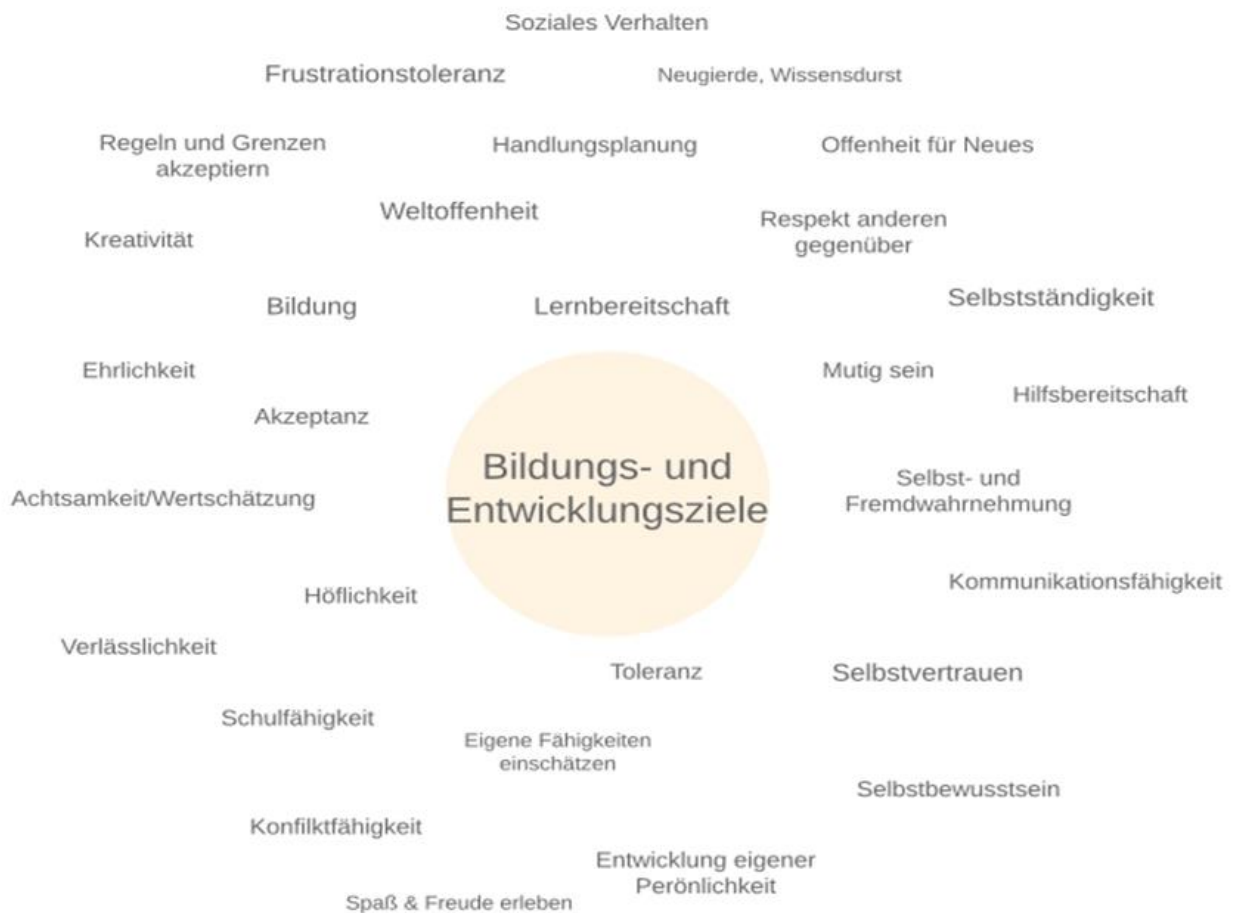 Soziales Verhalten
Frustrationstoleranz
Neugierde, Wissensdurst
Regeln und Grenzen
akzeptiern
Handlungsplanung
Offenheit für Neues
Weltoffenheit
Respekt anderen
gegenüber
Kreativität
Bildung
Lernbereitschaft
Selbstständigkeit
Ehrlichkeit
Mutig sein
Hilfsbereitschaft
Akzeptanz
Bildungs- und
Entwicklungsziele
Achtsamkeit/Wertschätzung
Selbst- und
Fremdwahrnehmung
Höflichkeit
Kommunikationsfähigkeit
Verlässlichkeit
Toleranz
Selbstvertrauen
Schulfähigkeit
Eigene Fähigkeiten
einschätzen
Selbstbewusstsein
Konfilktfähigkeit
Entwicklung eigener
Perönlichkeit
Spaß & Freude erleben